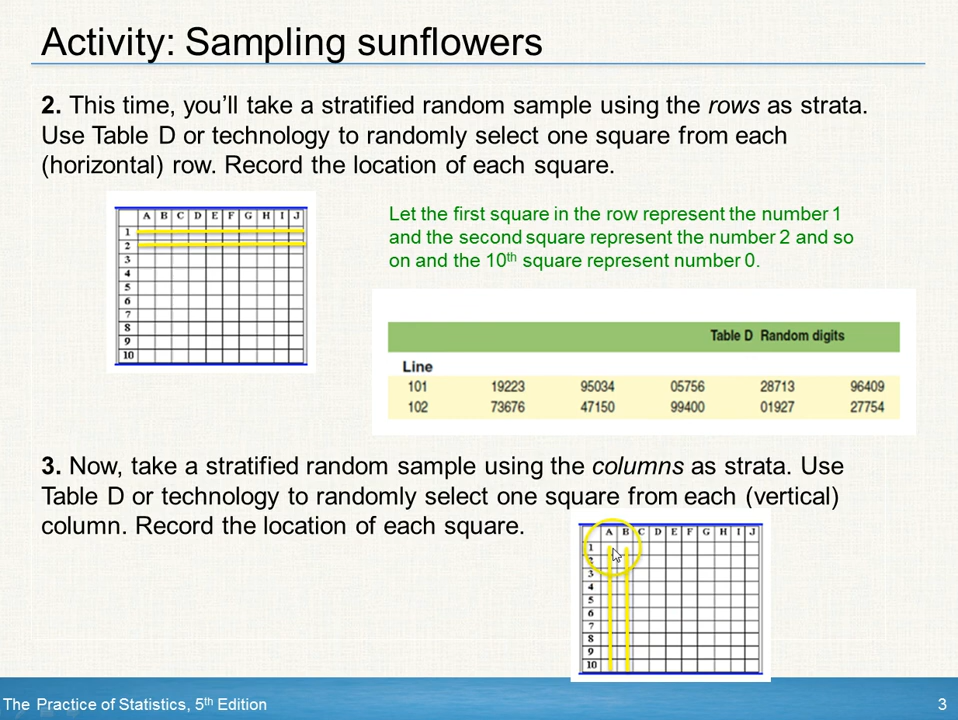 Activity: Sampling sunflowers
2. This time, you'll take a stratified random sample using the rows as strata.
Use Table D or technology to randomly select one square from each
(horizontal) row. Record the location of each square.
A B C D E F G H I J
1
2
3
4
5
6
7
8
9
10
Let the first square in the row represent the number 1
and the second square represent the number 2 and so
on and the 10th square represent number 0.
Table D Random digits
Line
101 19223 95034 05756 28713 96409
102 73676 47150 99400 01927 27754
3. Now, take a stratified random sample using the columns as strata. Use
Table D or technology to randomly select one square from each (vertical)
column. Record the location of each square.
A B C D E F G H I J
1
2
3
4
5
6
7
8
9
10
The Practice of Statistics, 5th Edition
3